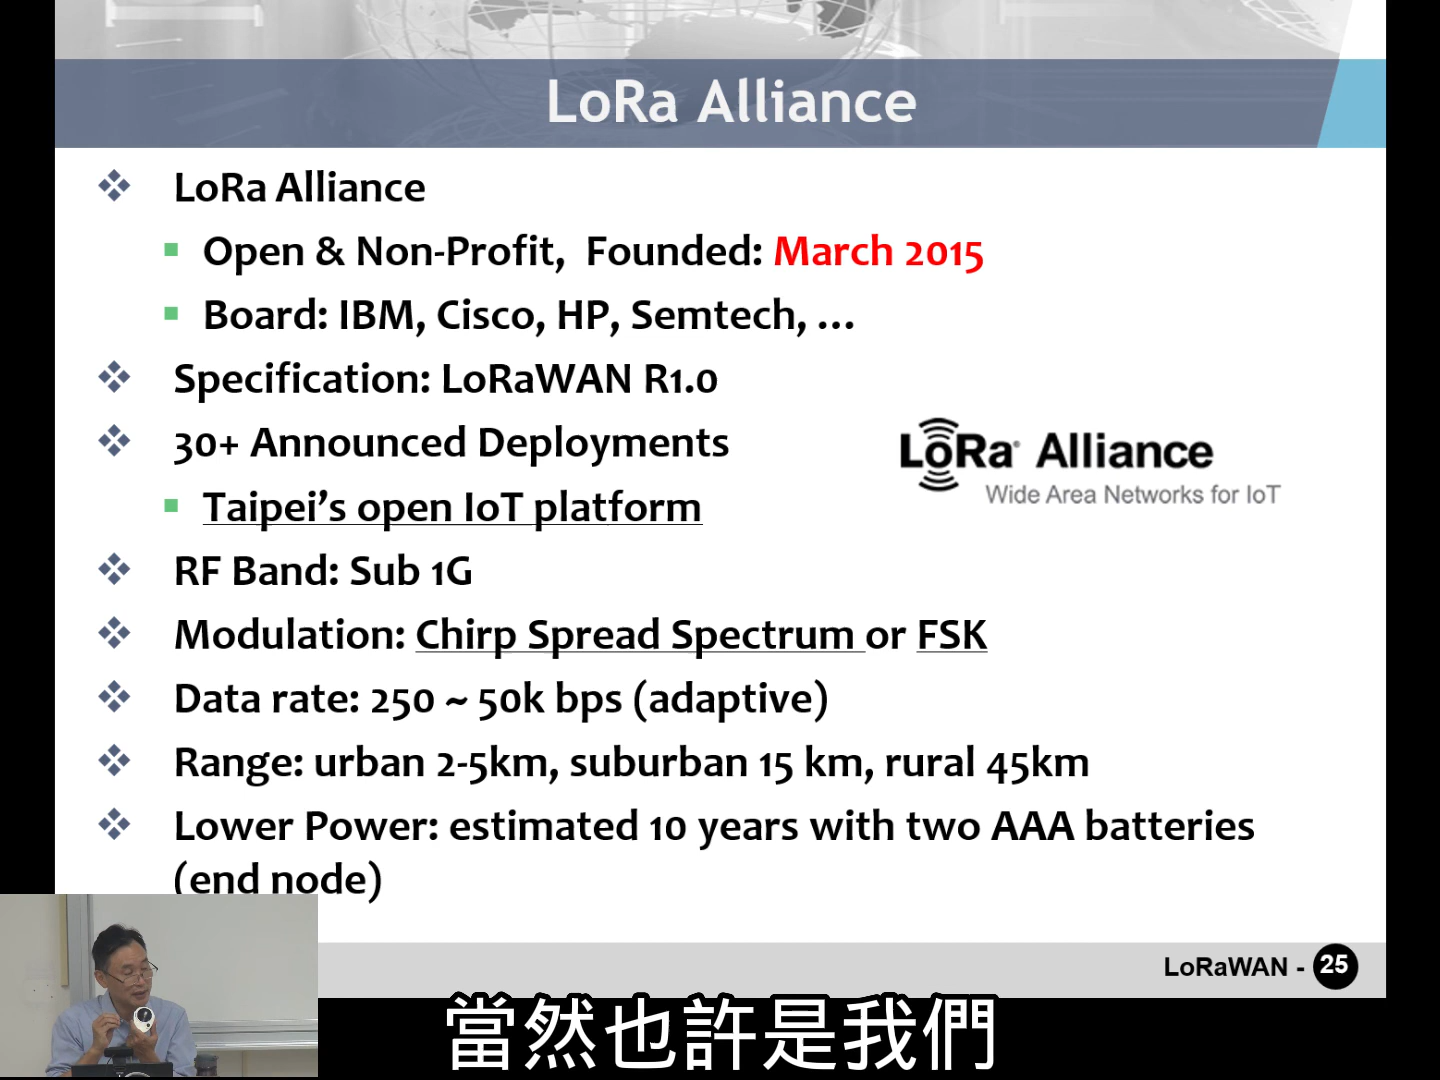 LoRa Alliance
LoRa Alliance
Open & Non-Profit, Founded: March 2015
Board: IBM, Cisco, HP, Semtech, ...
Specification: LoRaWAN R1.0
30+ Announced Deployments
Taipei's open IoT platform
LoRa® Alliance
Wide Area Networks for IoT
RF Band: Sub 1G
Modulation: Chirp Spread Spectrum or FSK
Data rate: 250 ~ 50k bps (adaptive)
Range: urban 2-5km, suburban 15 km, rural 45km
Lower Power: estimated 10 years with two AAA batteries
(end node)
LoRaWAN - 25
當然也許是我們